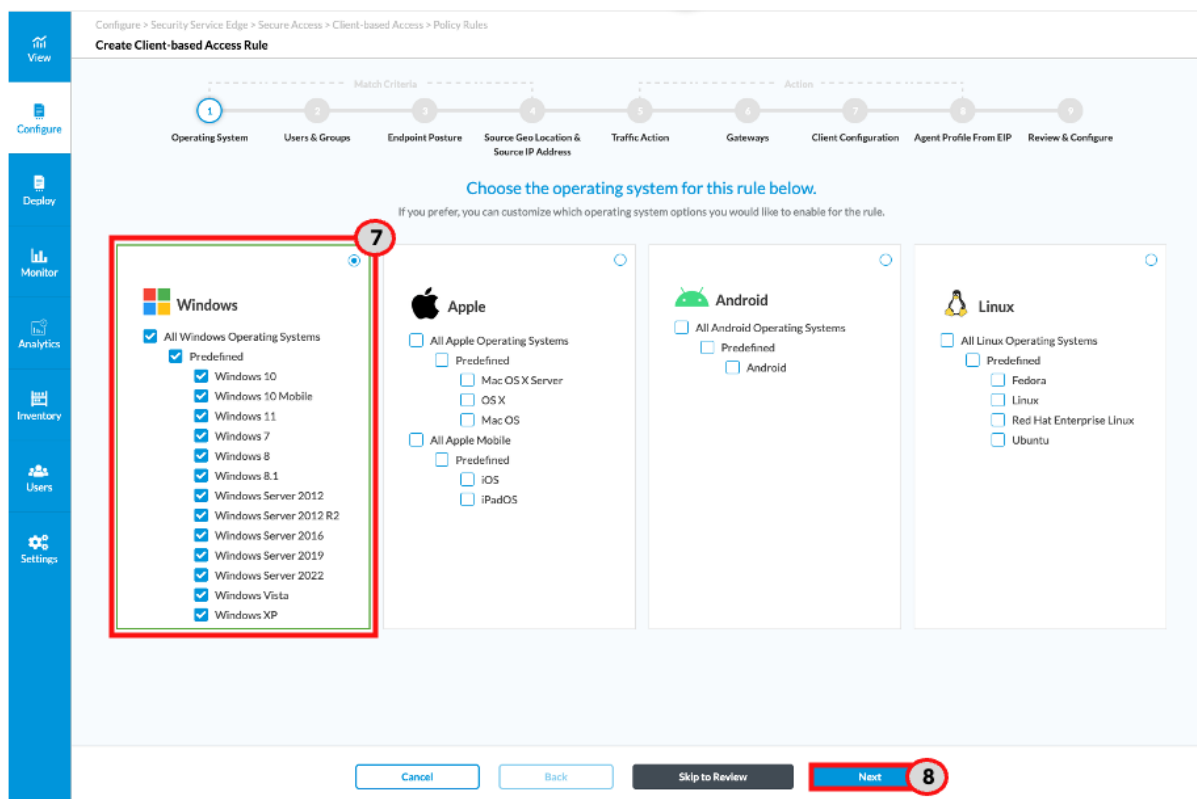 Configure > Security Service Edge > Secure Access > Client-based Access > Policy Rules
Create Client-based Access Rule
View
Configure
Deploy
Monitor
Analytics
Inventory
Users
Settings
Match Criteria
Action
1
2
3
4
5
6
7
8
9
Operating System
Users & Groups
Endpoint Posture
Source Geo Location &
Source IP Address
Traffic Action
Gateways
Client Configuration
Agent Profile From EIP
Review & Configure
Choose the operating system for this rule below.
If you prefer, you can customize which operating system options you would like to enable for the rule.
7
Windows
All Windows Operating Systems
Predefined
Windows 10
Windows 10 Mobile
Windows 11
Windows 7
Windows 8
Windows 8.1
Windows Server 2012
Windows Server 2012 R2
Windows Server 2016
Windows Server 2019
Windows Server 2022
Windows Vista
Windows XP
Apple
All Apple Operating Systems
Predefined
Mac OS X Server
OS X
Mac OS
All Apple Mobile
Predefined
iOS
iPadOS
Android
All Android Operating Systems
Predefined
Android
Linux
All Linux Operating Systems
Predefined
Fedora
Linux
Red Hat Enterprise Linux
Ubuntu
Cancel
Back
Skip to Review
Next
8